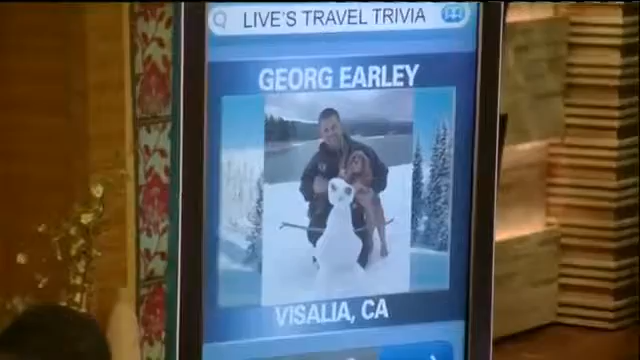 LIVE'S TRAVEL TRIVIA
GEORG EARLEY
VISALIA, CA